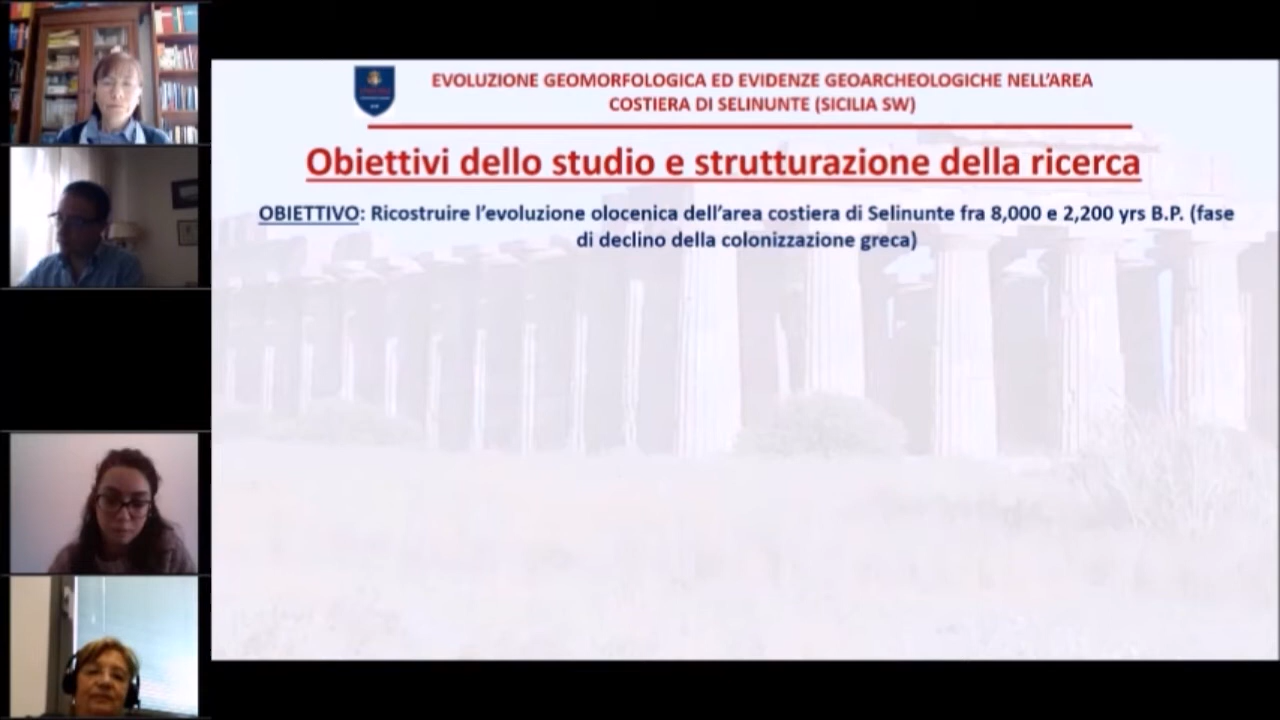 EVOLUZIONE GEOMORFOLOGICA ED EVIDENZE GEOARCHEOLOGICHE NELL'AREA
COSTIERA DI SELINUNTE (SICILIA SW)
Obiettivi dello studio e strutturazione della ricerca
OBIETTIVO: Ricostruire l'evoluzione olocenica dell'area costiera di Selinunte fra 8,000 e 2,200 yrs B.P. (fase
di declino della colonizzazione greca)